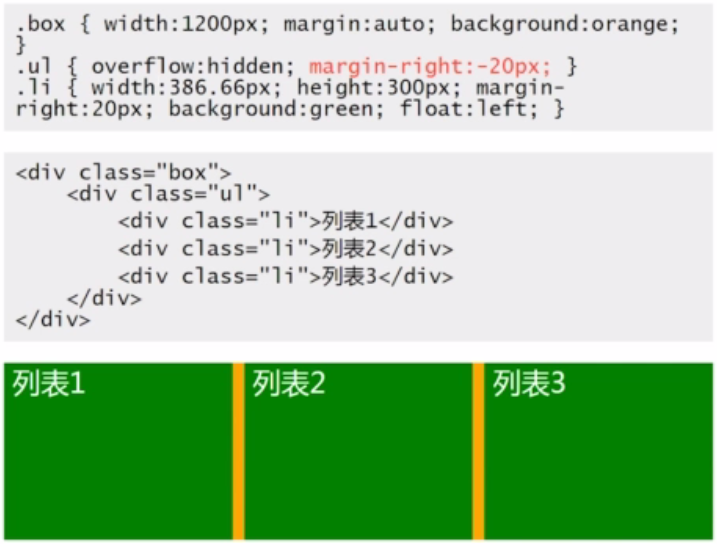 .box { width:1200px; margin:auto; background:orange;
}
.ul { overflow:hidden; margin-right:-20px; }
.li { width:386.66px; height:300px; margin-
right:20px; background:green; float:left; }
<div class="box">
    <div class="ul">
        <div class="li">列表1</div>
        <div class="li">列表2</div>
        <div class="li">列表3</div>
    </div>
</div>
列表1 列表2 列表3